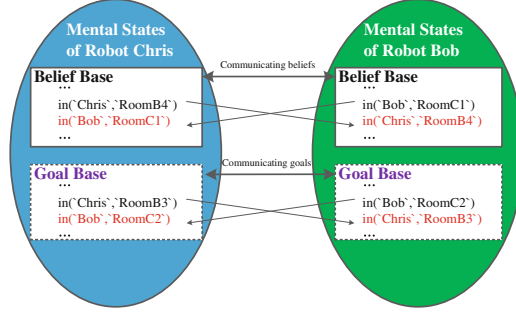 Mental States
of Robot Chris
Belief Base
...
in(`Chris`,`RoomB4`)
in(`Bob`,`RoomC1`)
...
Goal Base
...
in(`Chris`,`RoomB3`)
in(`Bob`,`RoomC2`)
...
Communicating beliefs
Communicating goals
Mental States
of Robot Bob
Belief Base
...
in(`Bob`,`RoomC1`)
in(`Chris`,`RoomB4`)
...
Goal Base
...
in(`Bob`,`RoomC2`)
in(`Chris`,`RoomB3`)
...